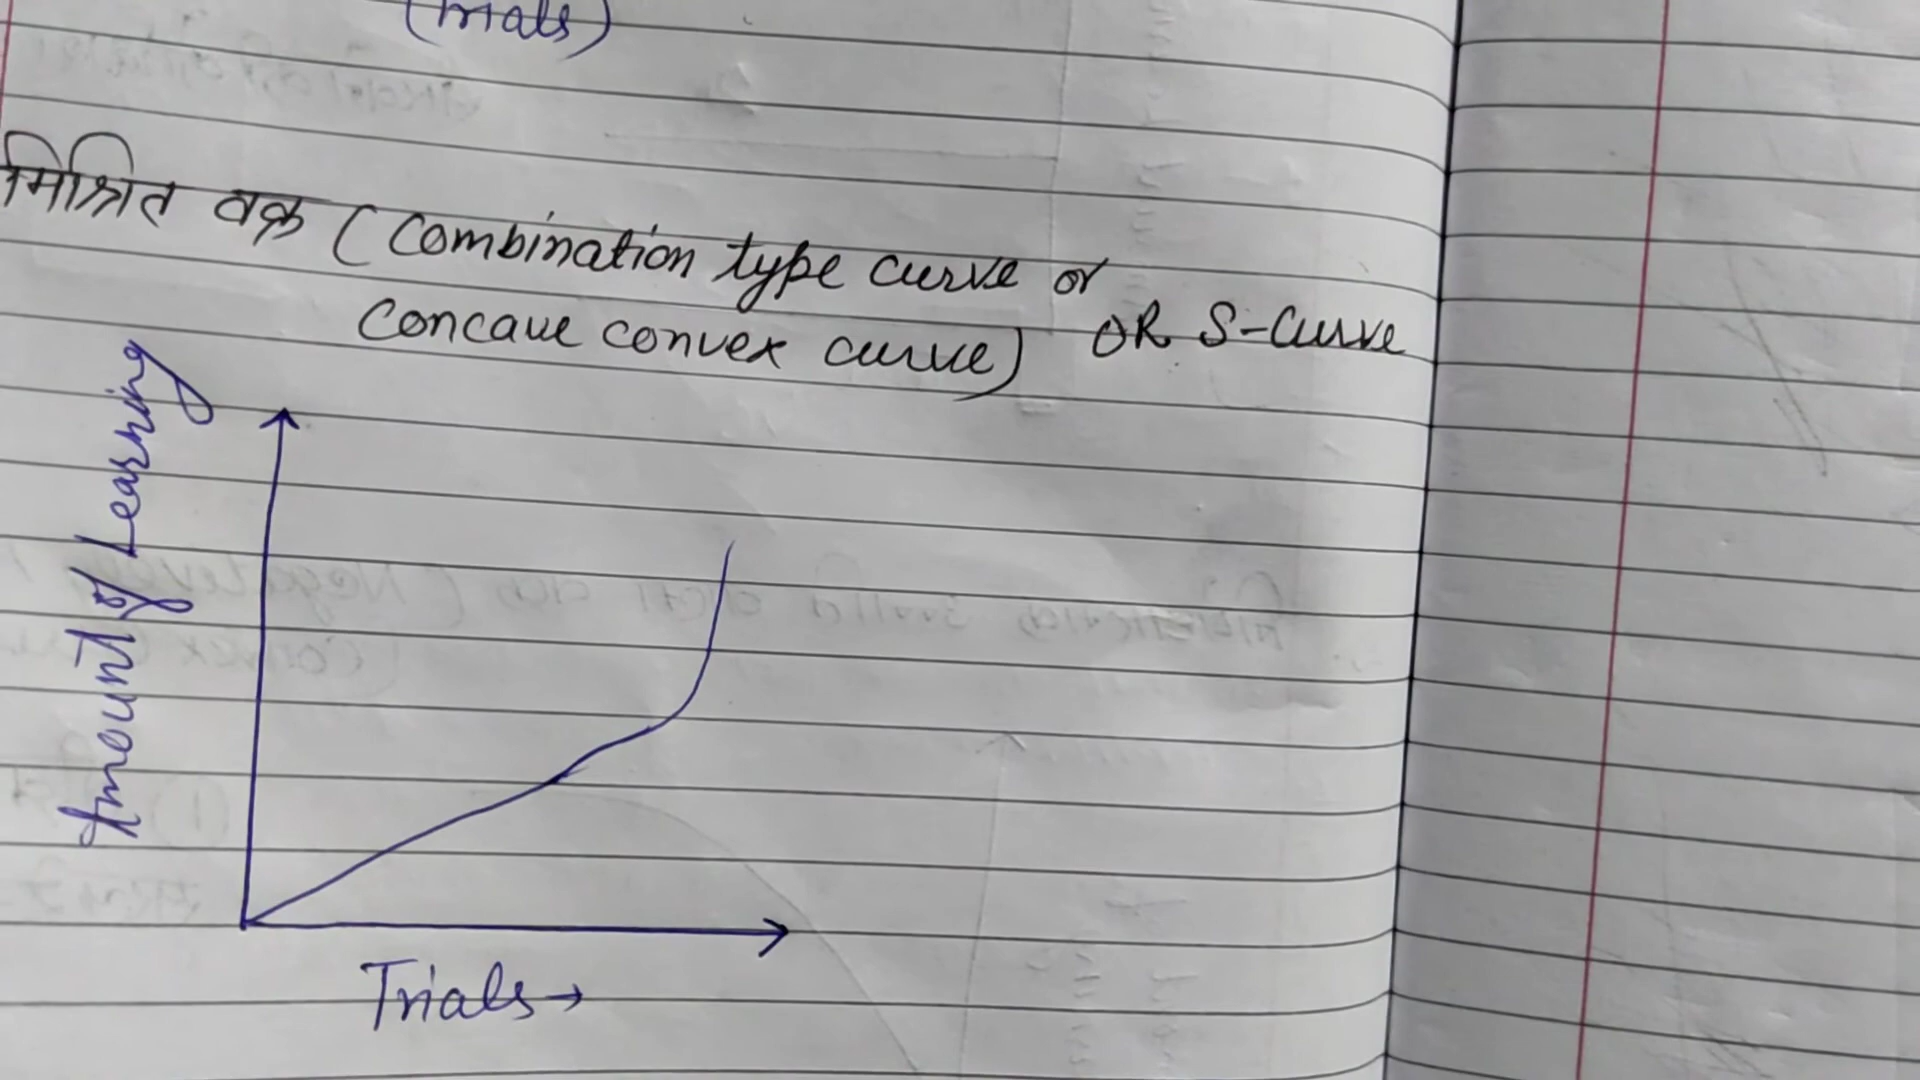 (Trials)
मिश्रित वक्र (Combination type curve or
Concave convex curve) OR S-Curve
Amount of Learning
Trials→